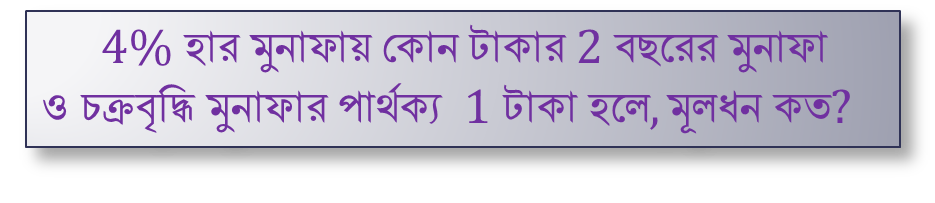 4% হার মুনাফায় কোন টাকার 2 বছরের মুনাফা
ও চক্রবৃদ্ধি মুনাফার পার্থক্য 1 টাকা হলে, মূলধন কত?